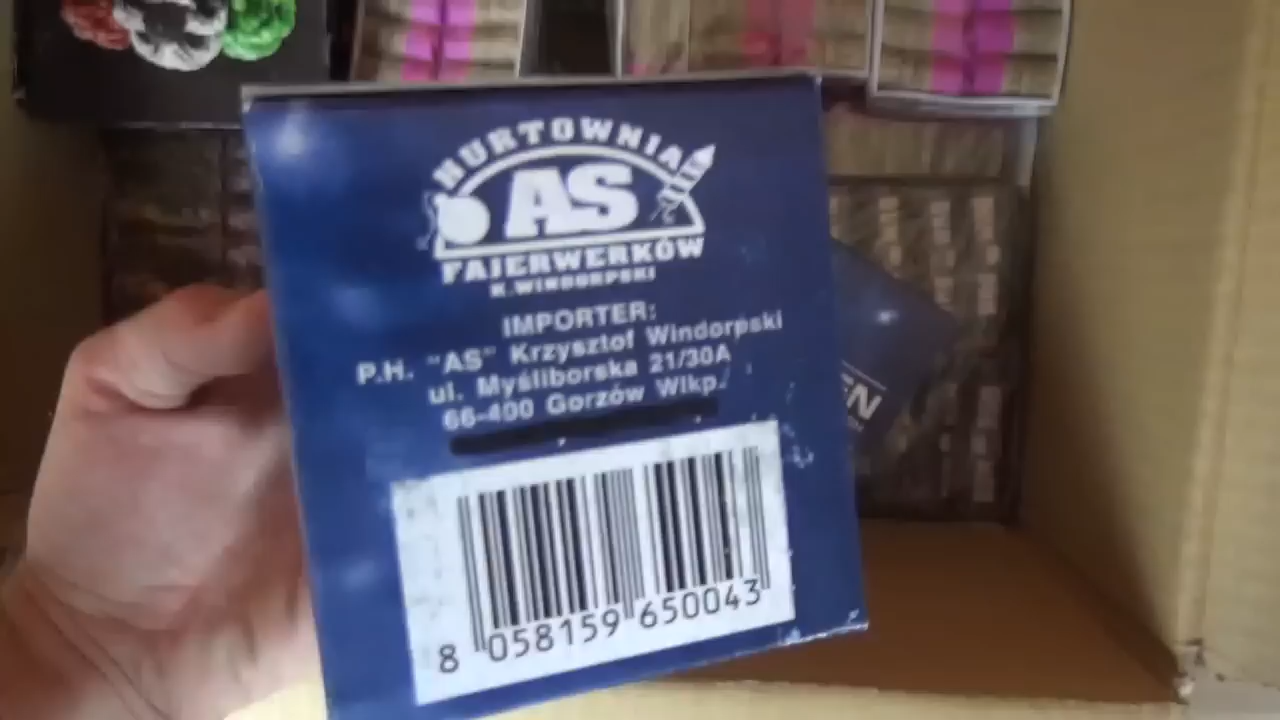 HURTOWNIA
AS
FAJERWERKÓW
K.WINDORPSKI
IMPORTER:
P.H. "AS" Krzysztof Windorpski
ul. Myśliborska 21/30A
66-400 Gorzów Wlkp.
8 058159 650043
EN